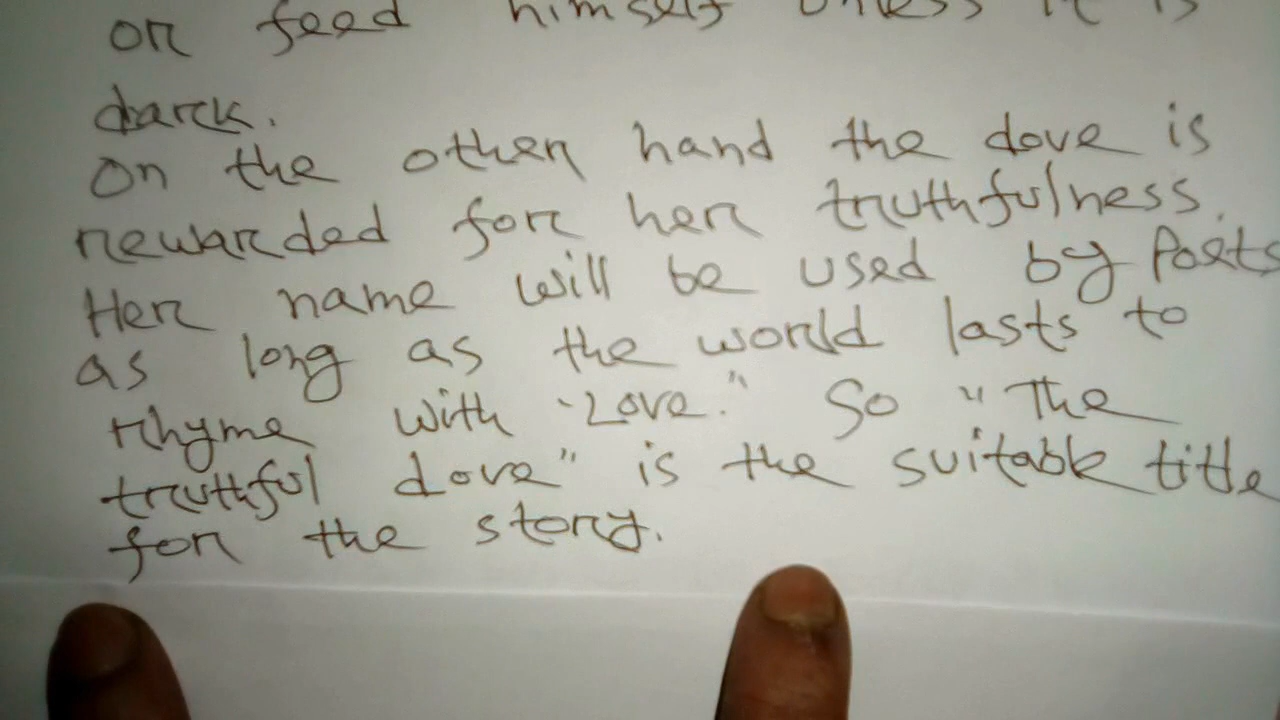 or feed himself unless it is
dark.
On the other hand the dove is
rewarded for her truthfulness.
Her name will be used by Poets
as long as the world lasts to
rhyme with "Love." So "The
truthful dove" is the suitable title
for the story.